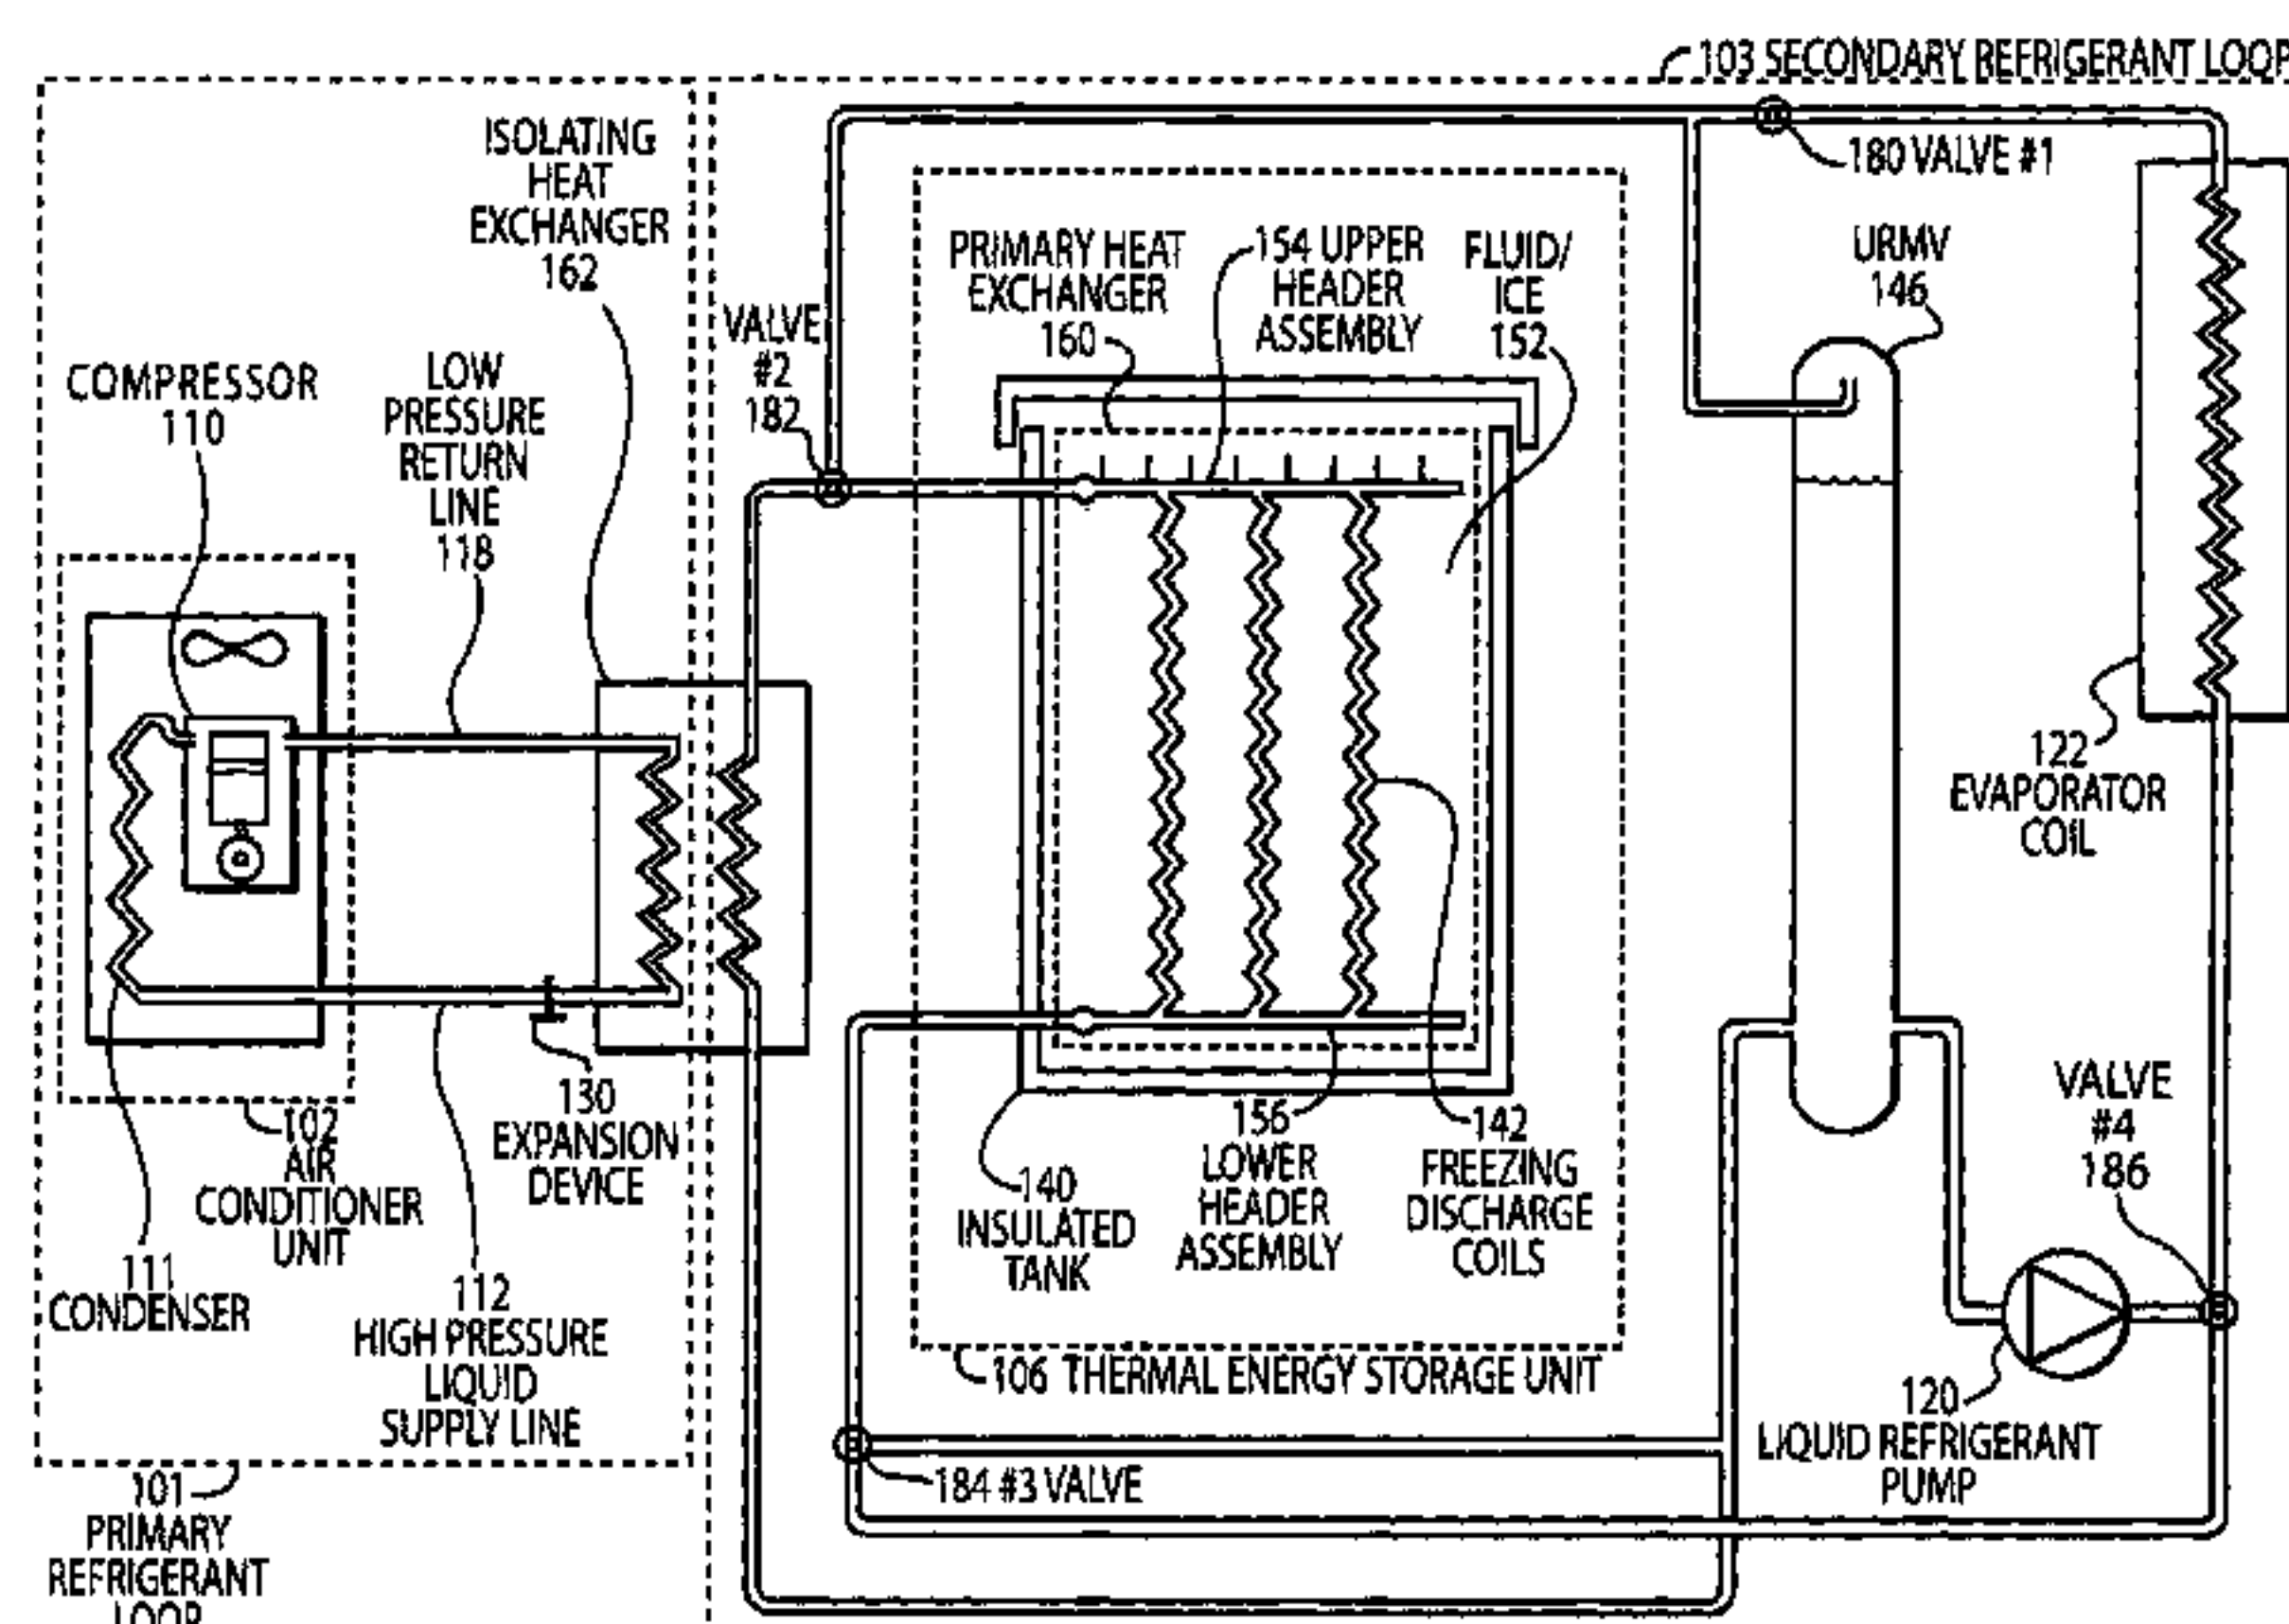 103 SECONDARY REFRIGERANT LOOP
ISOLATING
HEAT
EXCHANGER
162
180 VALVE #1
PRIMARY HEAT
EXCHANGER
160
154 UPPER
HEADER
ASSEMBLY
FLUID/
ICE
152
URMV
146
VALVE
#2
182
COMPRESSOR
110
LOW
PRESSURE
RETURN
LINE
118
122
EVAPORATOR
COIL
130
EXPANSION
DEVICE
102
AIR
CONDITIONER
UNIT
111
CONDENSER
112
HIGH PRESSURE
LIQUID
SUPPLY LINE
140
INSULATED
TANK
156
LOWER
HEADER
ASSEMBLY
142
FREEZING
DISCHARGE
COILS
VALVE
#4
186
106 THERMAL ENERGY STORAGE UNIT
120
LIQUID REFRIGERANT
PUMP
184 #3 VALVE
101
PRIMARY
REFRIGERANT
LOOP